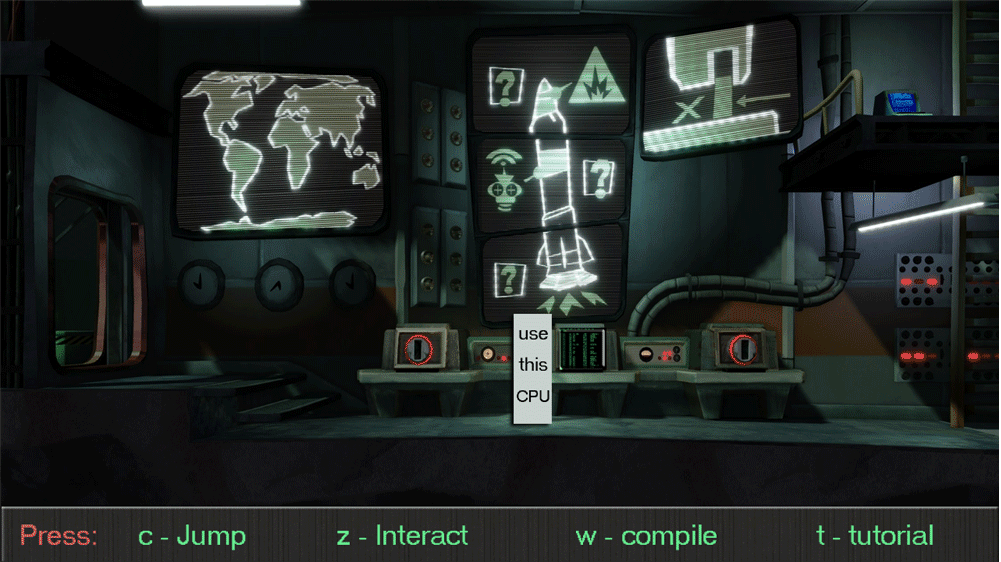 ?
?
X
?
use
this
CPU
Press: c - Jump z - Interact w - compile t - tutorial